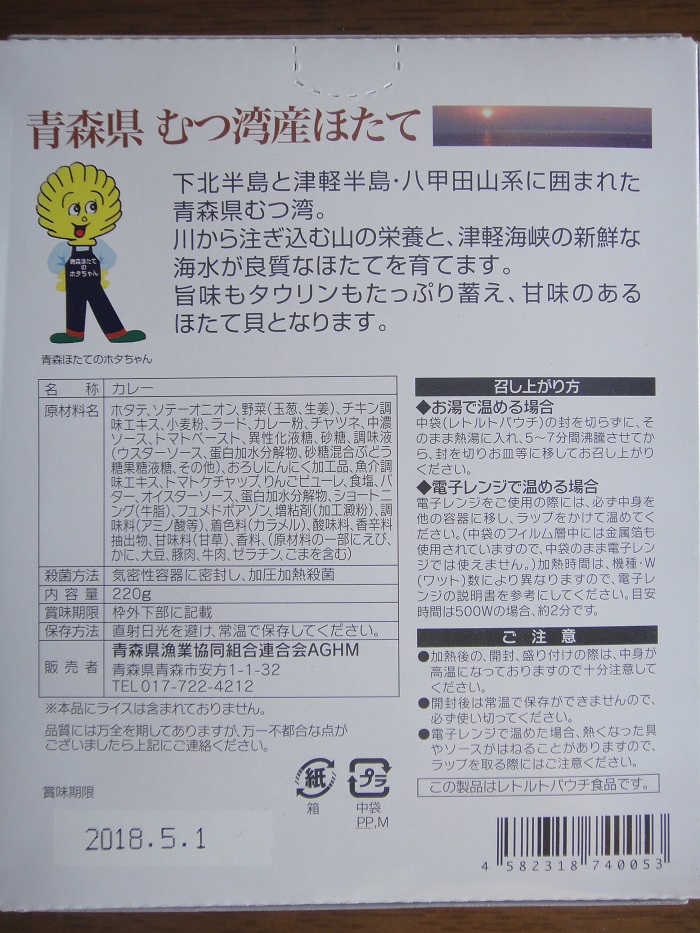 青森県 むつ湾産ほたて
下北半島と津軽半島・八甲田山系に囲まれた
青森県むつ湾。
川から注ぎ込む山の栄養と、津軽海峡の新鮮な
海水が良質なほたてを育てます。
旨味もタウリンもたっぷり蓄え、甘味のある
ほたて貝となります。
青森ほたて
の
ホタちゃん
青森ほたてのホタちゃん
名 称 カレー
原材料名 ホタテ、ソテーオニオン、野菜(玉葱、生姜)、チキン調
味エキス、小麦粉、ラード、カレー粉、チャツネ、中濃
ソース、トマトペースト、異性化液糖、砂糖、調味液
(ウスターソース、蛋白加水分解物、砂糖混合ぶどう
糖果糖液糖、その他)、おろしにんにく加工品、魚介調
味エキス、トマトケチャップ、りんごピューレ、食塩、バ
ター、オイスターソース、蛋白加水分解物、ショートニ
ング(牛脂)、フュメドポアソン、増粘剤(加工澱粉)、調
味料(アミノ酸等)、着色料(カラメル)、酸味料、香辛料
抽出物、甘味料(甘草)、香料、(原材料の一部にえび、
かに、大豆、豚肉、牛肉、ゼラチン、ごまを含む)
殺菌方法 気密性容器に密封し、加圧加熱殺菌
内容量 220g
賞味期限 枠外下部に記載
保存方法 直射日光を避け、常温で保存してください。
販売者 青森県漁業協同組合連合会AGHM
青森県青森市安方1-1-32
TEL017-722-4212
※本品にライスは含まれておりません。
品質には万全を期してありますが、万一不都合な点が
ございましたら上記にご連絡ください。
賞味期限
2018.5.1
紙
箱
プラ
中袋
PP,M
召し上がり方
◆お湯で温める場合
中袋(レトルトパウチ)の封を切らずに、そ
のまま熱湯に入れ、5〜7分間沸騰させてか
ら、封を切りお皿等に移してお召し上がり
ください。
◆電子レンジで温める場合
電子レンジをご使用の際には、必ず中身を
他の容器に移し、ラップをかけて温めてく
ださい。(中袋のフィルム層中には金属箔も
使用されていますので、中袋のまま電子レン
ジでは使えません。)加熱時間は、機種・W
(ワット)数により異なりますので、電子レ
ンジの説明書を参考にしてください。目安
時間は500Wの場合、約2分です。
ご注意
●加熱後の、開封、盛り付けの際は、中身が
高温になっておりますので十分注意して
ください。
●開封後は常温で保存ができませんので、
必ず使い切ってください。
●電子レンジで温めた場合、熱くなった具
やソースがはねることがありますので、
ラップを取る際にはご注意ください。
この製品はレトルトパウチ食品です。
4 582318 740053